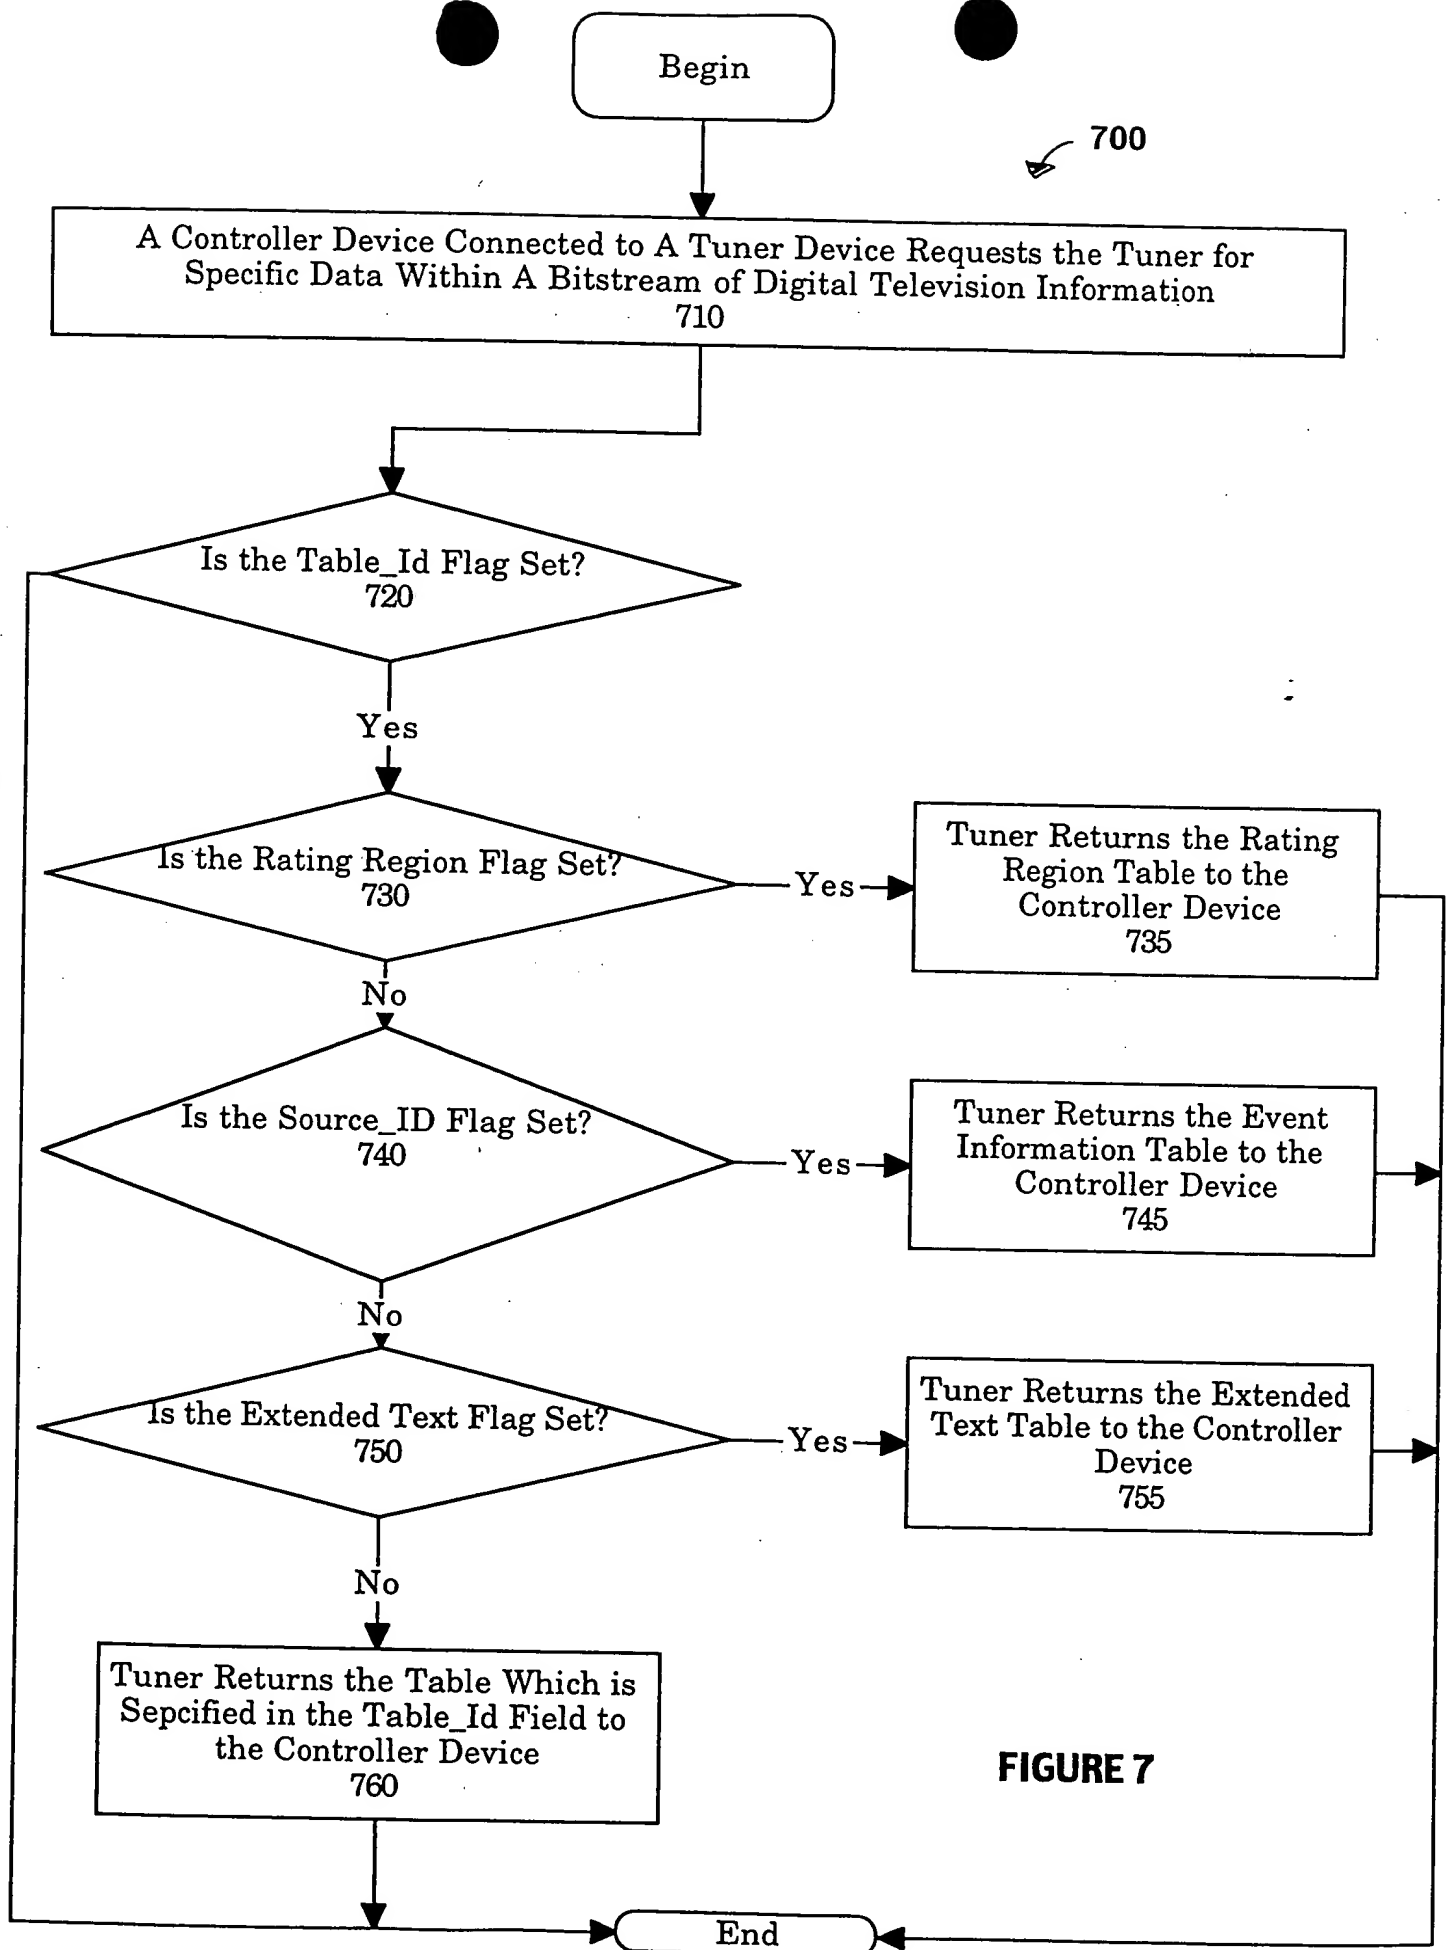 Begin
700
A Controller Device Connected to A Tuner Device Requests the Tuner for
Specific Data Within A Bitstream of Digital Television Information
710
Is the Table_Id Flag Set?
720
Yes
Is the Rating Region Flag Set?
730
Yes
Tuner Returns the Rating
Region Table to the
Controller Device
735
No
Is the Source_ID Flag Set?
740
Yes
Tuner Returns the Event
Information Table to the
Controller Device
745
No
Is the Extended Text Flag Set?
750
Yes
Tuner Returns the Extended
Text Table to the Controller
Device
755
No
Tuner Returns the Table Which is
Sepcified in the Table_Id Field to
the Controller Device
760
FIGURE 7
End